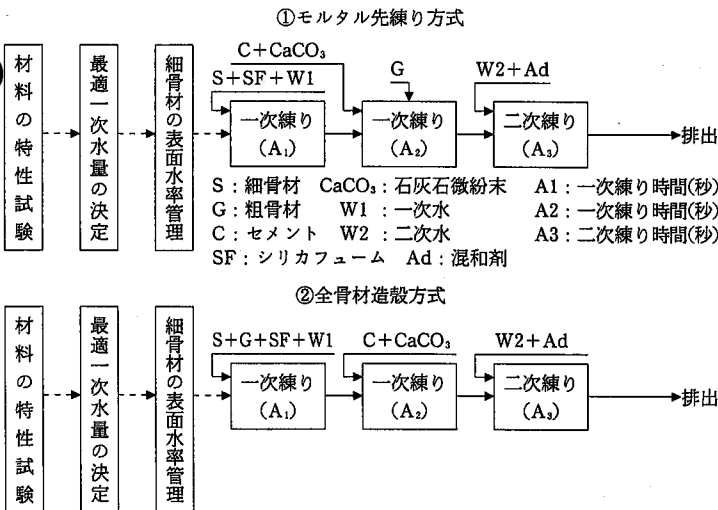 ①モルタル先練り方式
材料の特性試験
最適一次水量の決定
細骨材の表面水率管理
C+CaCO₃
S+SF+W1
G
W2+Ad
一次練り
(A₁)
一次練り
(A₂)
二次練り
(A₃)
排出
S：細骨材 CaCO₃：石灰石微粉末 A1：一次練り時間(秒)
G：粗骨材 W1：一次水 A2：一次練り時間(秒)
C：セメント W2：二次水 A3：二次練り時間(秒)
SF：シリカフューム Ad：混和剤
②全骨材造殻方式
材料の特性試験
最適一次水量の決定
細骨材の表面水率管理
S+G+SF+W1
C+CaCO₃
W2+Ad
一次練り
(A₁)
一次練り
(A₂)
二次練り
(A₃)
排出